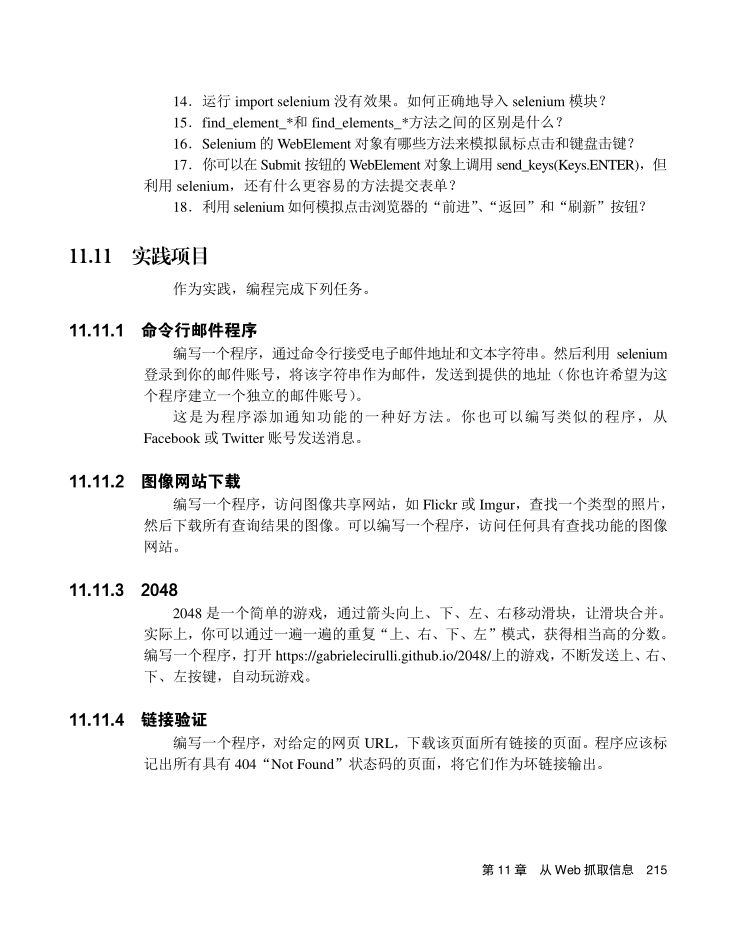 14．运行 import selenium 没有效果。如何正确地导入 selenium 模块？
15．find_element_*和 find_elements_*方法之间的区别是什么？
16．Selenium 的 WebElement 对象有哪些方法来模拟鼠标点击和键盘击键？
17．你可以在 Submit 按钮的 WebElement 对象上调用 send_keys(Keys.ENTER)，但
利用 selenium，还有什么更容易的方法提交表单？
18．利用 selenium 如何模拟点击浏览器的“前进”、“返回”和“刷新”按钮？
11.11 实践项目
作为实践，编程完成下列任务。
11.11.1 命令行邮件程序
编写一个程序，通过命令行接受电子邮件地址和文本字符串。然后利用 selenium
登录到你的邮件账号，将该字符串作为邮件，发送到提供的地址（你也许希望为这
个程序建立一个独立的邮件账号）。
这是为程序添加通知功能的一种好方法。你也可以编写类似的程序，从
Facebook 或 Twitter 账号发送消息。
11.11.2 图像网站下载
编写一个程序，访问图像共享网站，如 Flickr 或 Imgur，查找一个类型的照片，
然后下载所有查询结果的图像。可以编写一个程序，访问任何具有查找功能的图像
网站。
11.11.3 2048
2048 是一个简单的游戏，通过箭头向上、下、左、右移动滑块，让滑块合并。
实际上，你可以通过一遍一遍的重复“上、右、下、左”模式，获得相当高的分数。
编写一个程序，打开 https://gabrielecirulli.github.io/2048/上的游戏，不断发送上、右、
下、左按键，自动玩游戏。
11.11.4 链接验证
编写一个程序，对给定的网页 URL，下载该页面所有链接的页面。程序应该标
记出所有具有 404“Not Found”状态码的页面，将它们作为坏链接输出。
第 11 章 从 Web 抓取信息 215